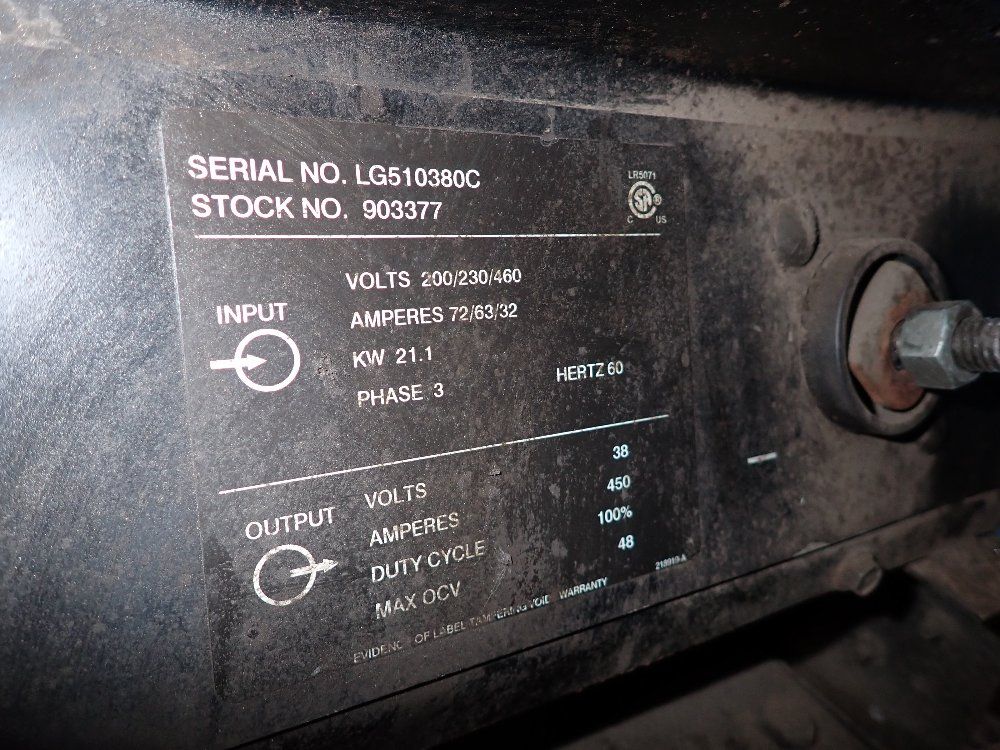 SERIAL NO. LG510380C
STOCK NO. 903377
LR5071
SA ®
C US
INPUT
VOLTS 200/230/460
AMPERES 72/63/32
KW 21.1
PHASE 3 HERTZ 60
OUTPUT
VOLTS 38
AMPERES 450
DUTY CYCLE 100%
MAX OCV 48
OF LABEL TAMPERING VOID WARRANTY